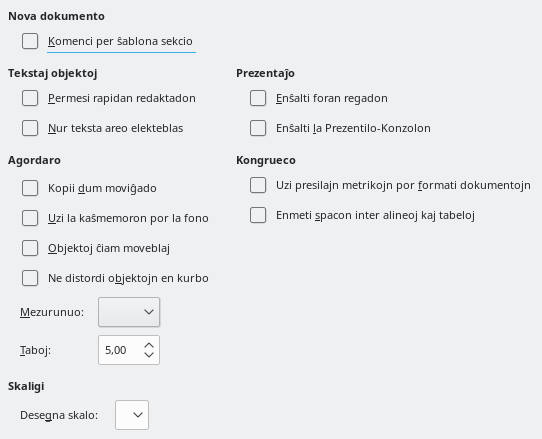 Nova dokumento
Komenci per ŝablona sekcio
Tekstaj objektoj
Permesi rapidan redaktadon
Nur teksta areo elekteblas
Prezentaĵo
Enŝalti foran regadon
Enŝalti la Prezentilo-Konzolon
Agordaro
Kopii dum moviĝado
Uzi la kaŝmemoron por la fono
Objektoj ĉiam moveblaj
Ne distordi objektojn en kurbo
Mezurunuo:
Taboj: 5,00
Kongrueco
Uzi presilajn metrikojn por formati dokumentojn
Enmeti spacon inter alineoj kaj tabeloj
Skaligi
Desegna skalo: